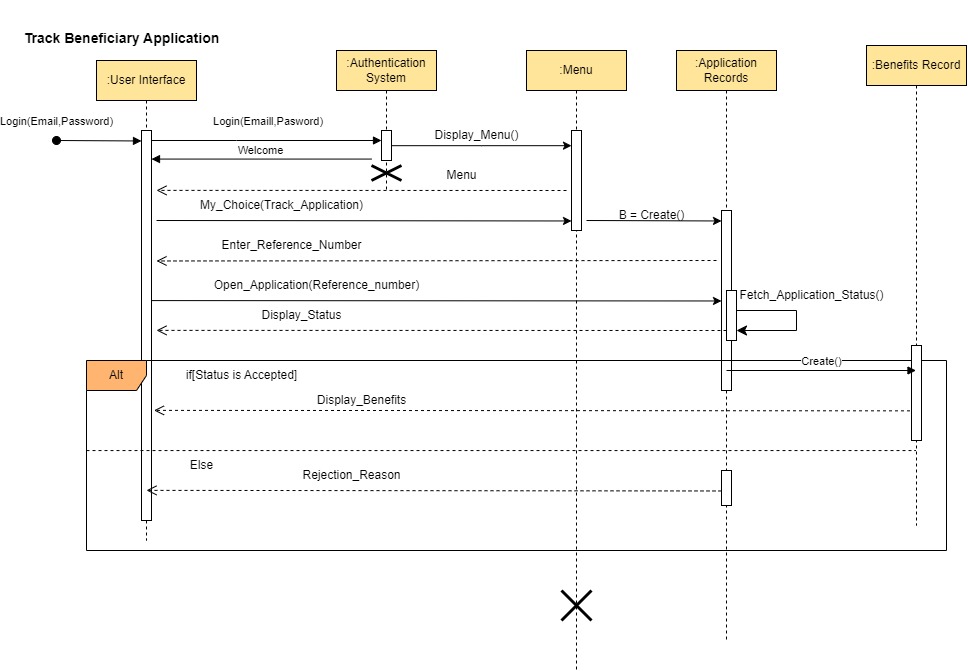 Track Beneficiary Application
:User Interface
:Authentication
System
:Menu
:Application
Records
:Benefits Record
Login(Email,Password)
Login(Emaill,Pasword)
Display_Menu()
Welcome
Menu
My_Choice(Track_Application)
B = Create()
Enter_Reference_Number
Open_Application(Reference_number)
Fetch_Application_Status()
Display_Status
Create()
Alt
if[Status is Accepted]
Display_Benefits
Else
Rejection_Reason